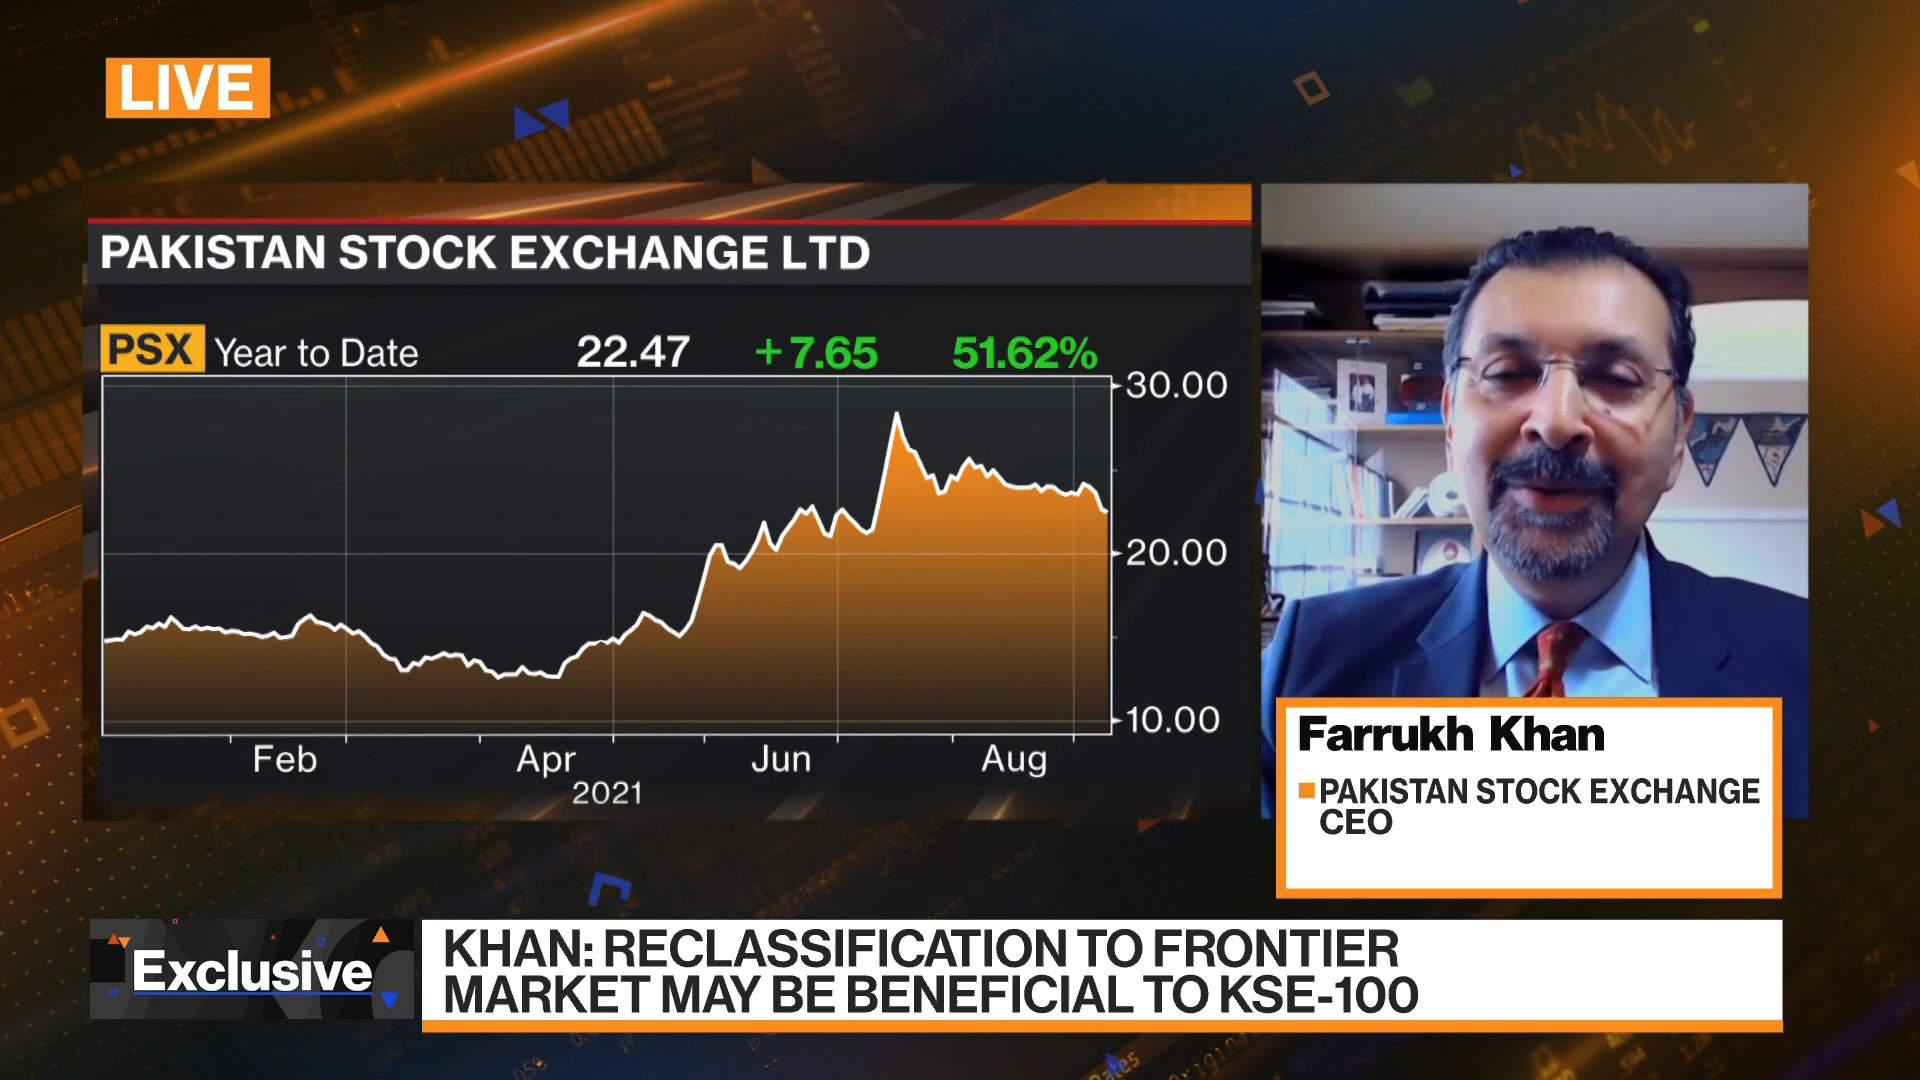 LIVE
PAKISTAN STOCK EXCHANGE LTD
PSX Year to Date 22.47 +7.65 51.62%
30.00
20.00
10.00
Feb Apr Jun Aug
2021
Farrukh Khan
PAKISTAN STOCK EXCHANGE
CEO
Exclusive
KHAN: RECLASSIFICATION TO FRONTIER
MARKET MAY BE BENEFICIAL TO KSE-100